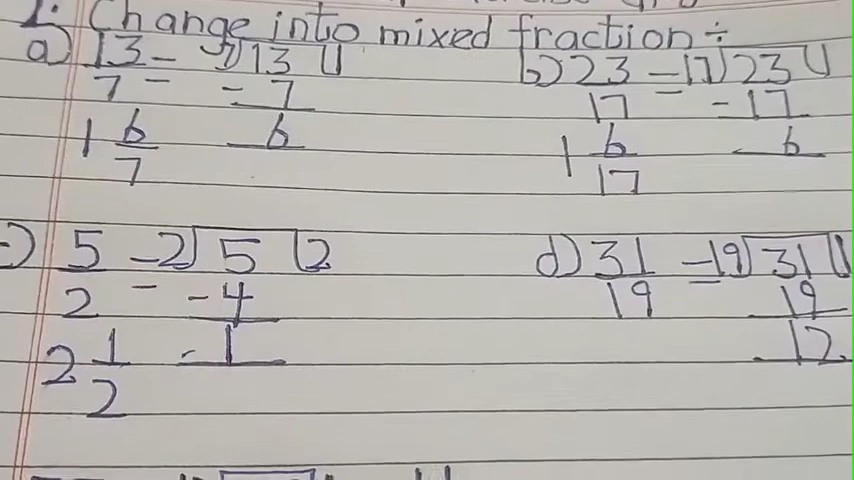 1. Change into mixed fraction ÷
a) 13/7 = 7)13(1
- 7
6
1 6/7
b) 23/17 = 17)23(1
- 17
6
1 6/17
c) 5/2 = 2)5(2
- 4
1
2 1/2
d) 31/19 = 19)31(1
19
12